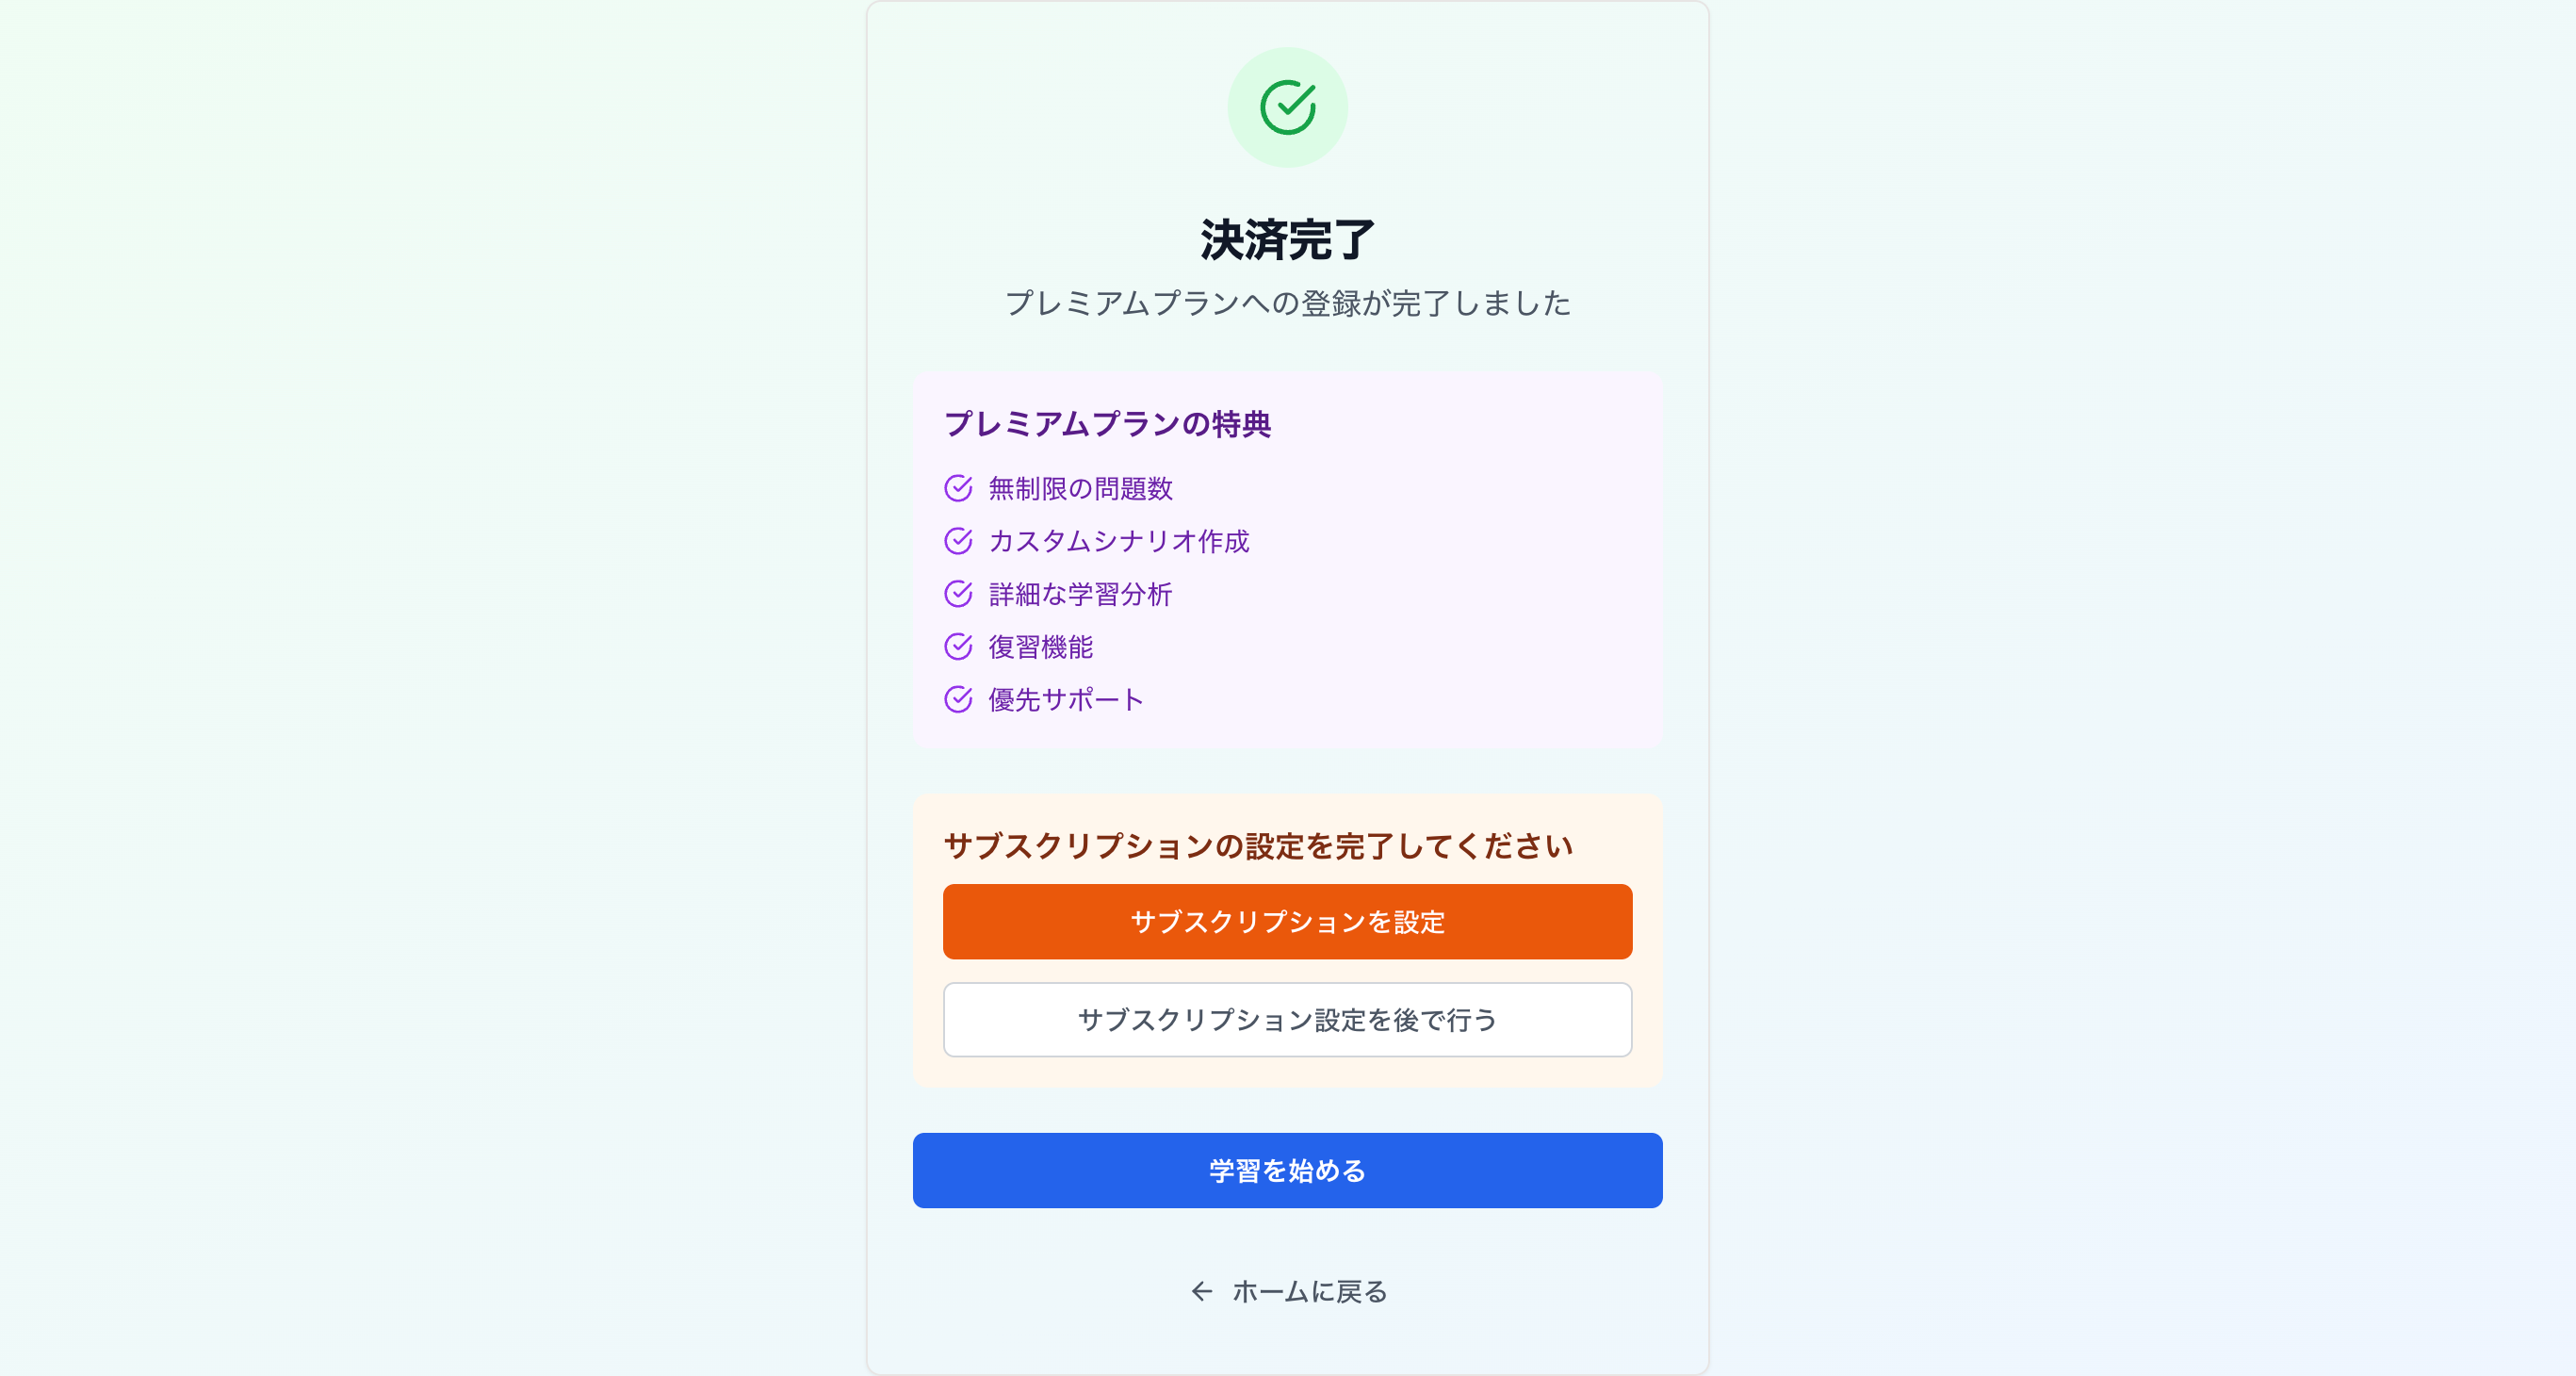 決済完了
プレミアムプランへの登録が完了しました
プレミアムプランの特典
無制限の問題数
カスタムシナリオ作成
詳細な学習分析
復習機能
優先サポート
サブスクリプションの設定を完了してください
サブスクリプションを設定
サブスクリプション設定を後で行う
学習を始める
← ホームに戻る